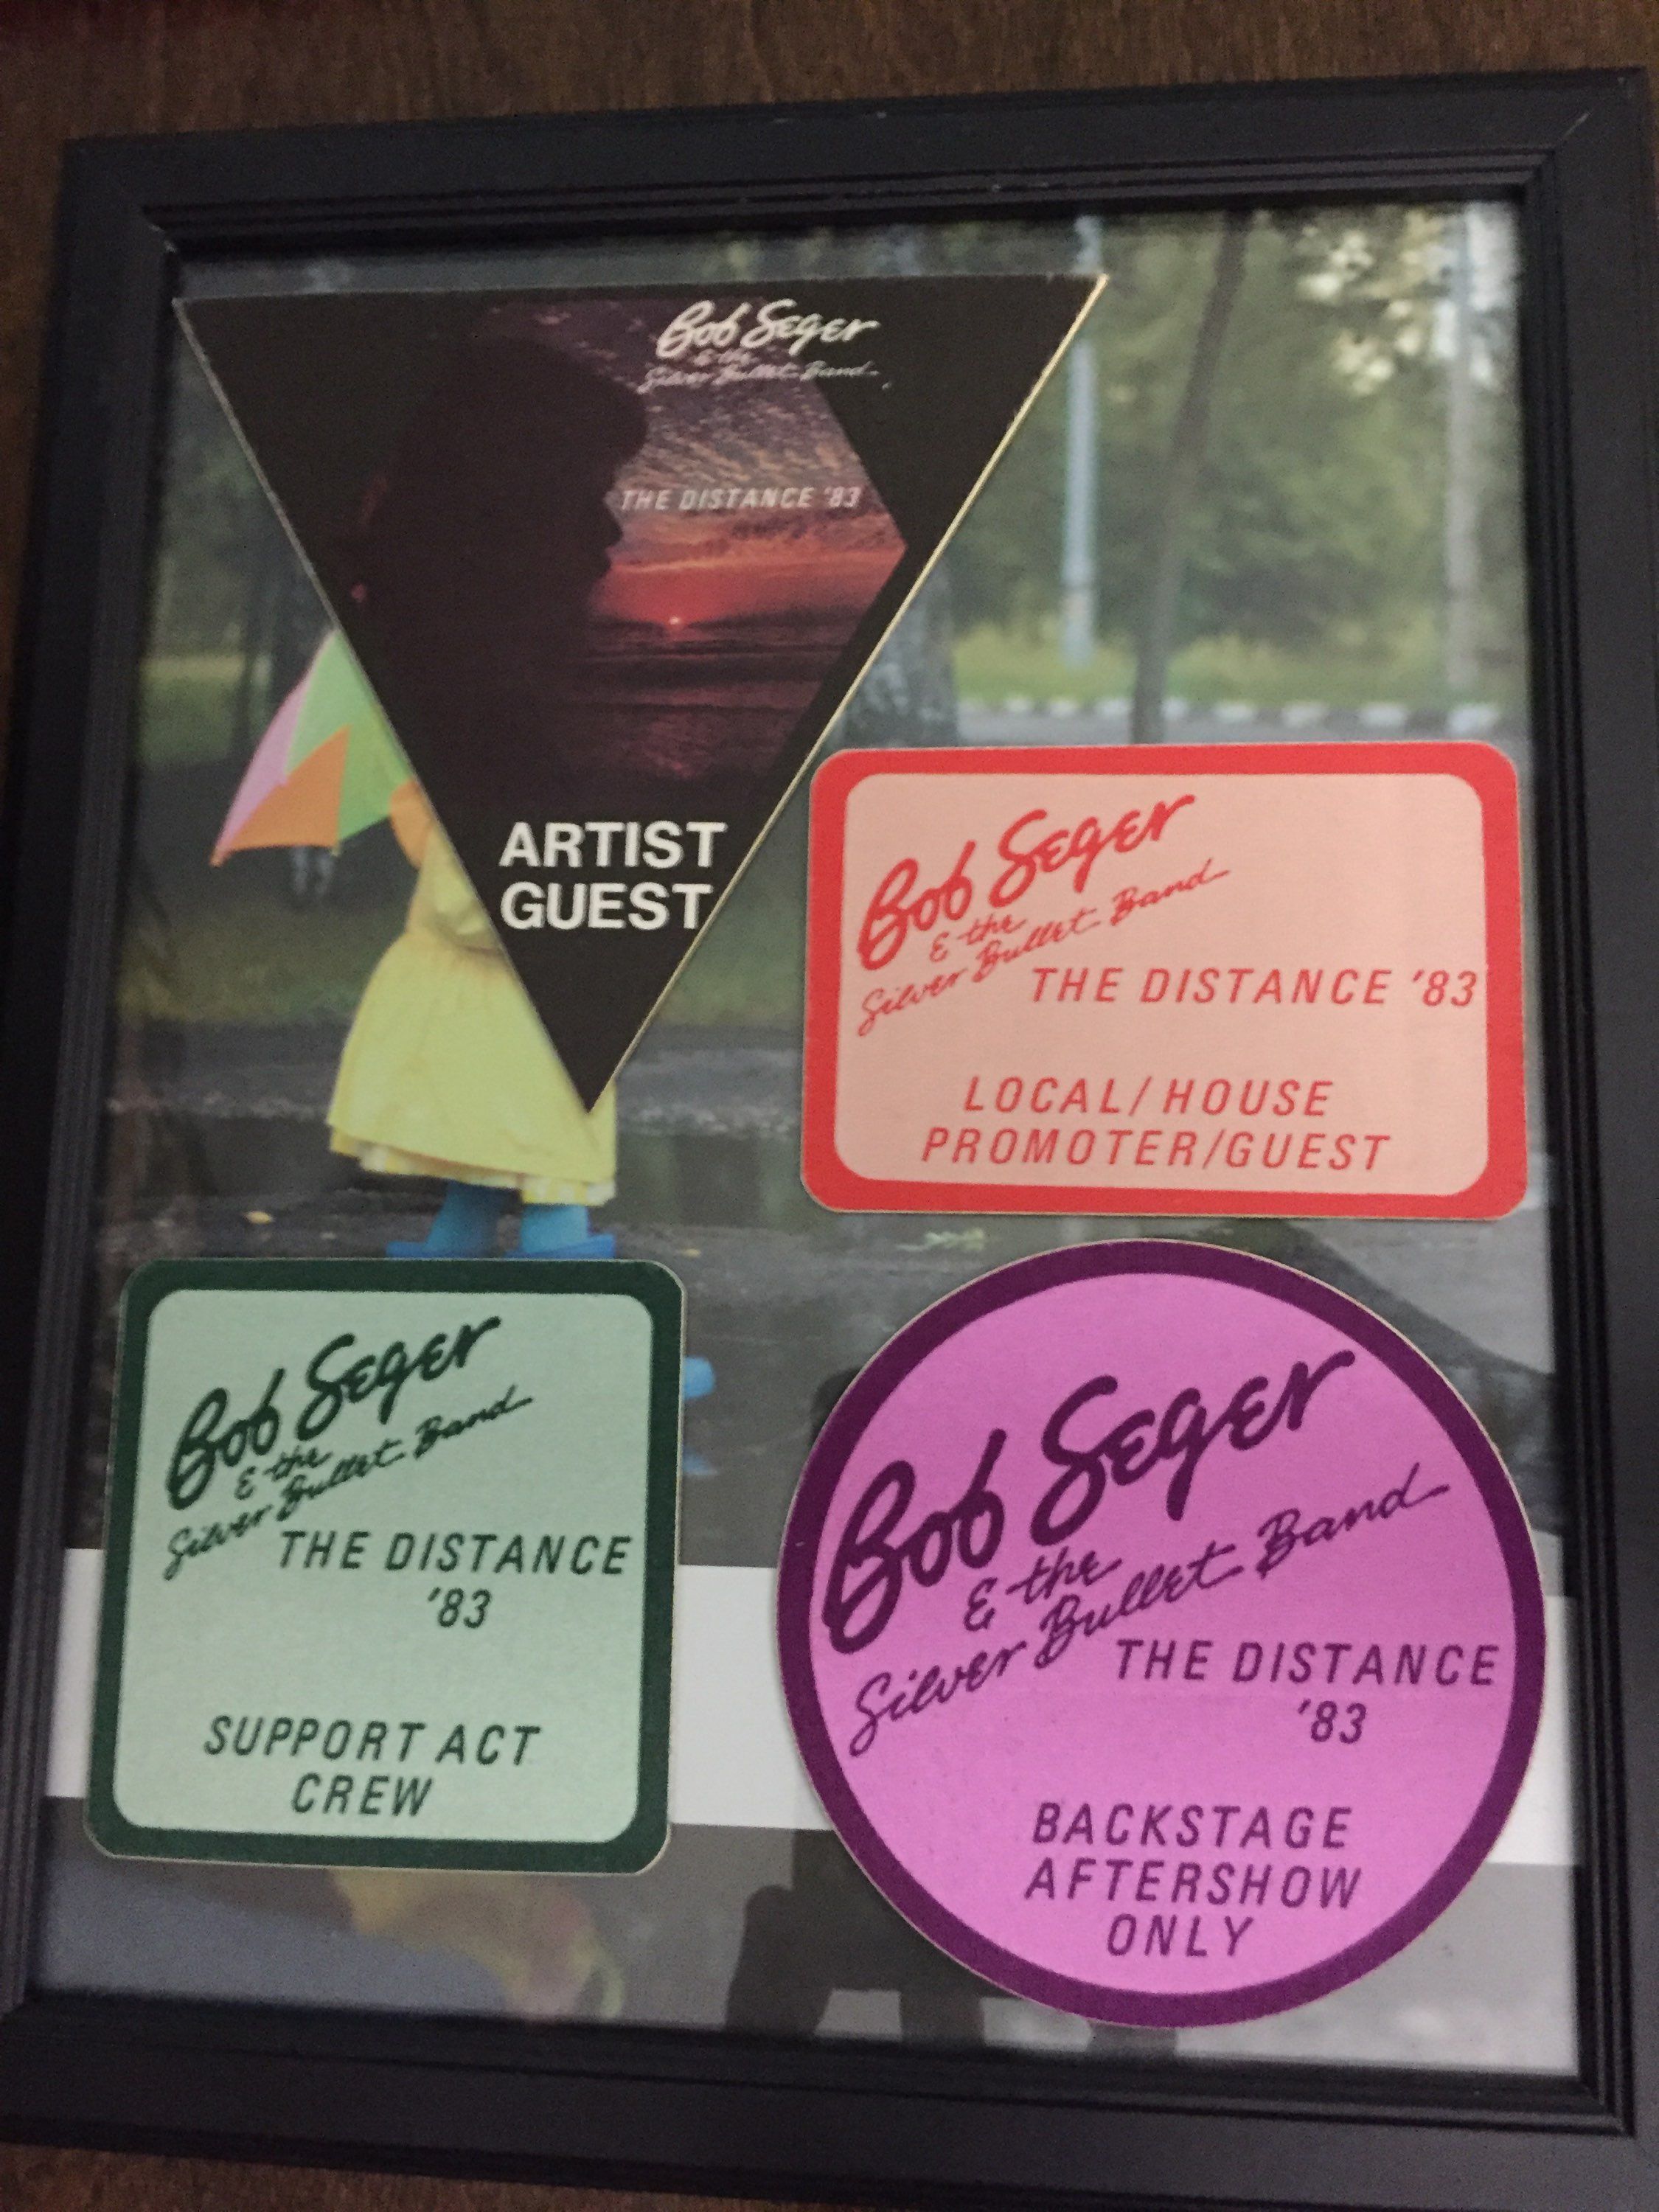 Bob Seger
& the
Silver Bullet Band
THE DISTANCE '83
ARTIST
GUEST
Bob Seger
& the
Silver Bullet Band
THE DISTANCE '83
LOCAL/HOUSE
PROMOTER/GUEST
Bob Seger
& the
Silver Bullet Band
THE DISTANCE
'83
SUPPORT ACT
CREW
Bob Seger
& the
Silver Bullet Band
THE DISTANCE
'83
BACKSTAGE
AFTERSHOW
ONLY